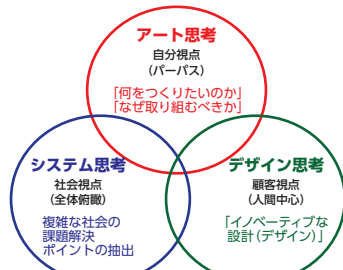 アート思考
自分視点
(パーパス)
「何をつくりたいのか」
「なぜ取り組むべきか」
システム思考
社会視点
(全体俯瞰)
複雑な社会の
課題解決
ポイントの抽出
デザイン思考
顧客視点
(人間中心)
「イノベーティブな
設計(デザイン)」